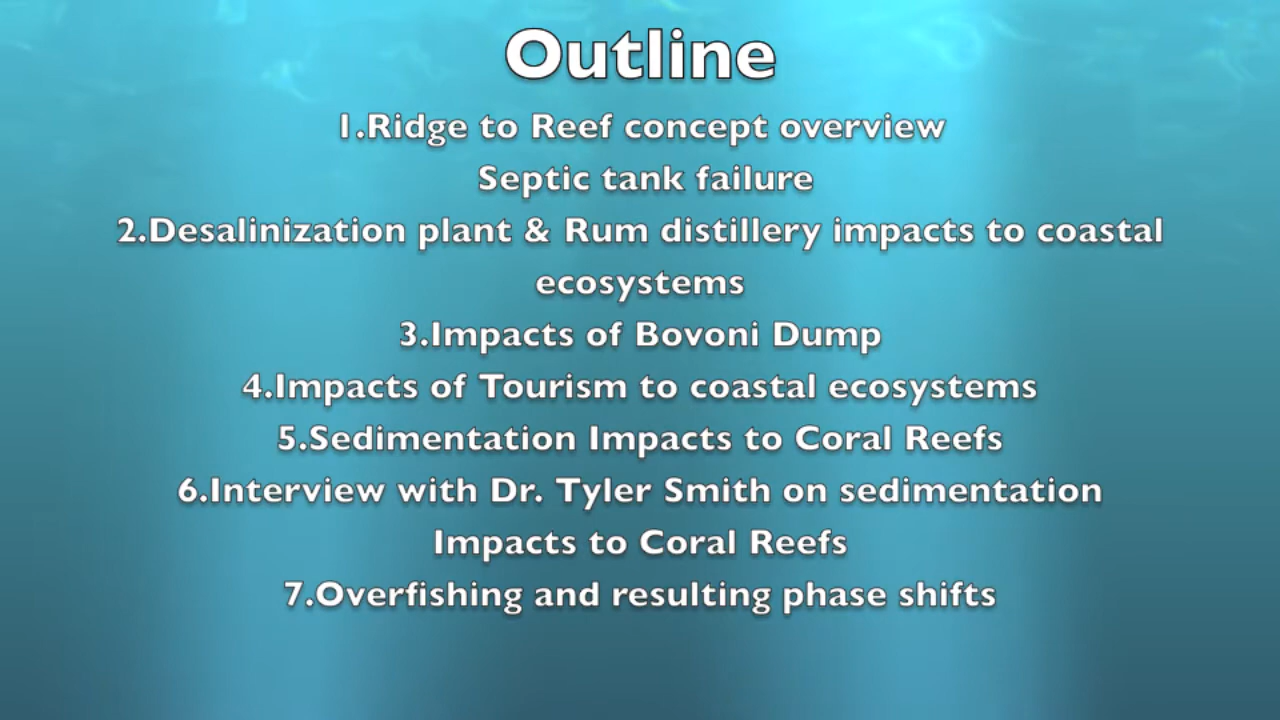 Outline
1.Ridge to Reef concept overview
Septic tank failure
2.Desalinization plant & Rum distillery impacts to coastal
ecosystems
3.Impacts of Bovoni Dump
4.Impacts of Tourism to coastal ecosystems
5.Sedimentation Impacts to Coral Reefs
6.Interview with Dr. Tyler Smith on sedimentation
Impacts to Coral Reefs
7.Overfishing and resulting phase shifts